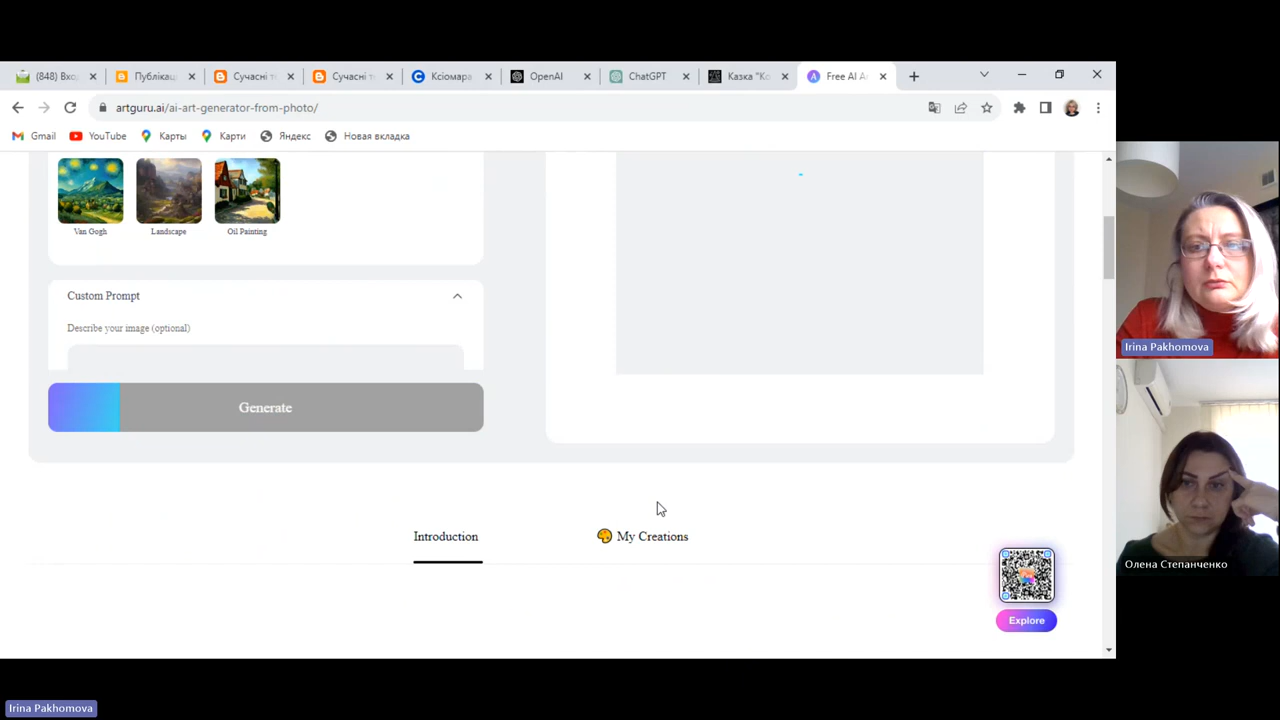 (848) Вхо
Публікац
Сучасні т
Сучасні т
Ксіомара
OpenAI
ChatGPT
Казка "Ко
Free AI A
artguru.ai/ai-art-generator-from-photo/
Gmail
YouTube
Карты
Карти
Яндекс
Новая вкладка
Van Gogh
Landscape
Oil Painting
Custom Prompt
Describe your image (optional)
Generate
Introduction
My Creations
Explore
Irina Pakhomova
Олена Степанченко
Irina Pakhomova